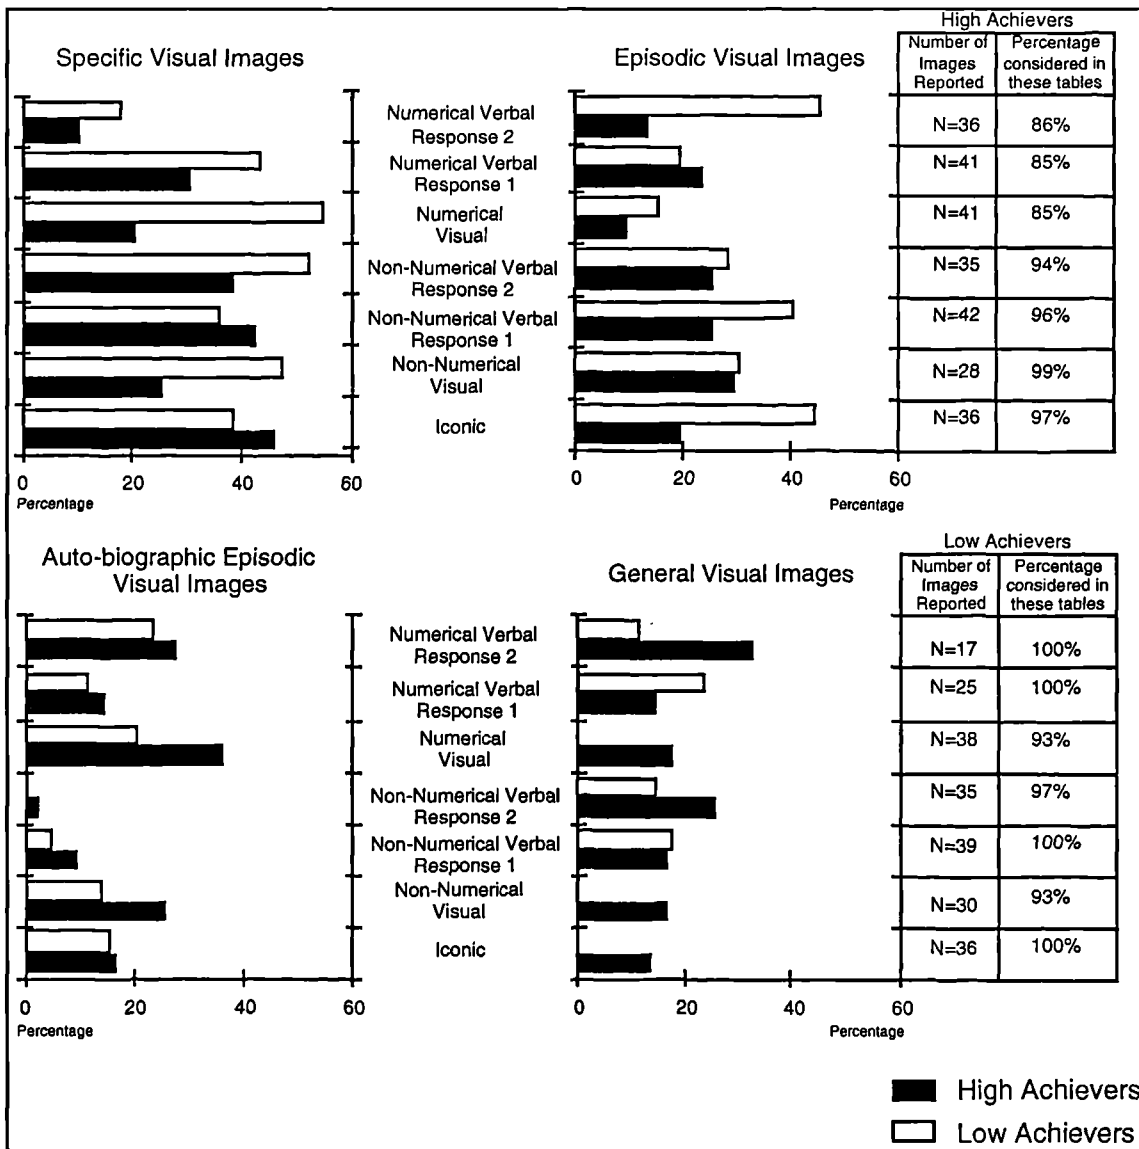 High Achievers
Specific Visual Images
Episodic Visual Images
Number of Images Reported
Percentage considered in these tables
Numerical Verbal Response 2
N=36 86%
Numerical Verbal Response 1
N=41 85%
Numerical Visual
N=41 85%
Non-Numerical Verbal Response 2
N=35 94%
Non-Numerical Verbal Response 1
N=42 96%
Non-Numerical Visual
N=28 99%
Iconic
N=36 97%
0 20 40 60
Percentage
0 20 40 60
Percentage
Auto-biographic Episodic
Visual Images
General Visual Images
Low Achievers
Number of Images Reported
Percentage considered in these tables
Numerical Verbal Response 2
N=17 100%
Numerical Verbal Response 1
N=25 100%
Numerical Visual
N=38 93%
Non-Numerical Verbal Response 2
N=35 97%
Non-Numerical Verbal Response 1
N=39 100%
Non-Numerical Visual
N=30 93%
Iconic
N=36 100%
0 20 40 60
Percentage
0 20 40 60
Percentage
High Achievers
Low Achievers